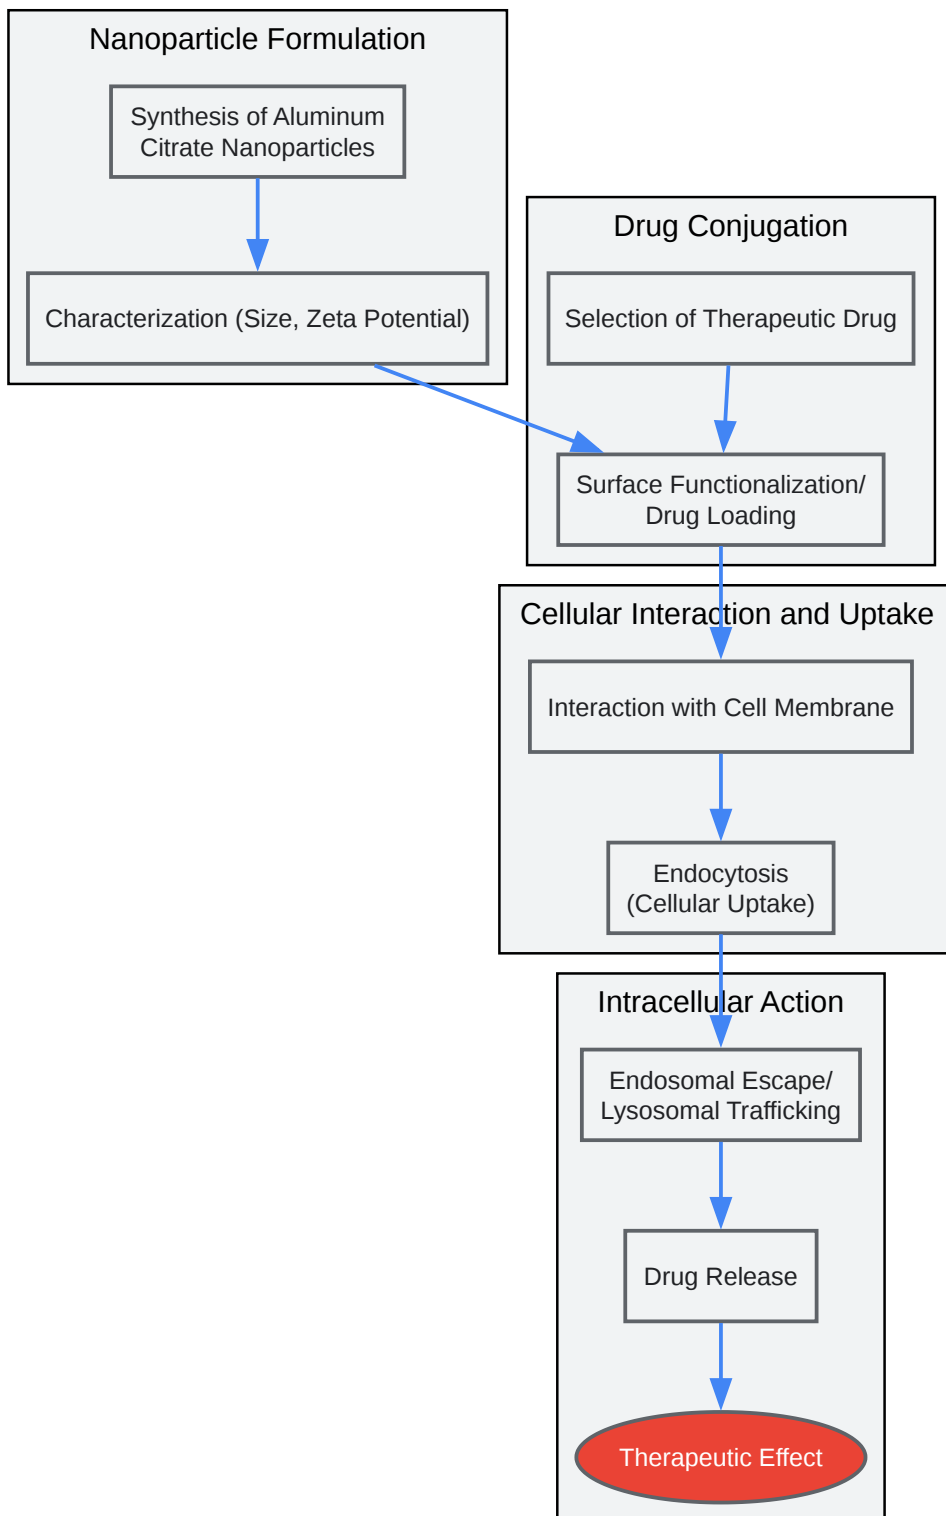 Nanoparticle Formulation
Synthesis of Aluminum
Citrate Nanoparticles
Characterization (Size, Zeta Potential)
Drug Conjugation
Selection of Therapeutic Drug
Surface Functionalization/
Drug Loading
Cellular Interaction and Uptake
Interaction with Cell Membrane
Endocytosis
(Cellular Uptake)
Intracellular Action
Endosomal Escape/
Lysosomal Trafficking
Drug Release
Therapeutic Effect